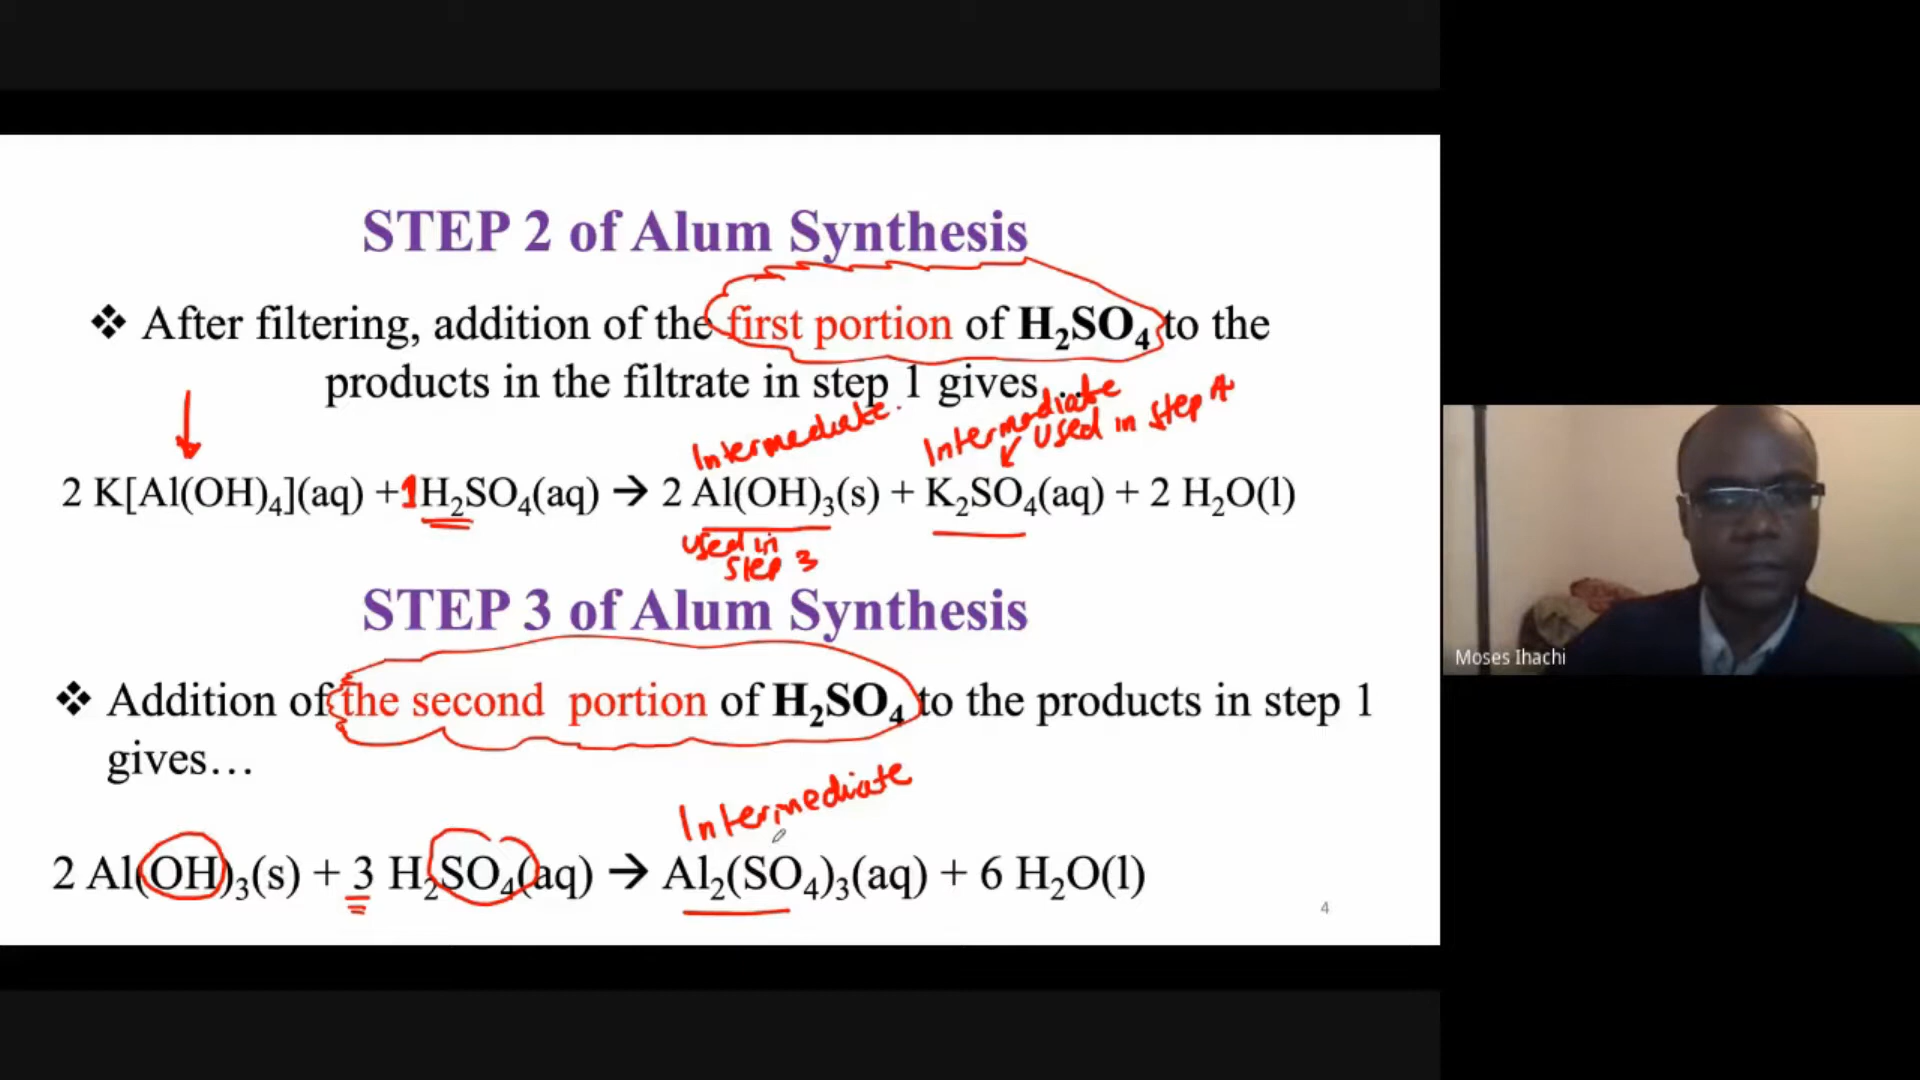 STEP 2 of Alum Synthesis
❖ After filtering, addition of the first portion of H₂SO₄ to the
products in the filtrate in step 1 gives...
Intermediate
Intermediate
used in step 4
2 K[Al(OH)₄](aq) + 1 H₂SO₄(aq) → 2 Al(OH)₃(s) + K₂SO₄(aq) + 2 H₂O(l)
used in
step 3
STEP 3 of Alum Synthesis
❖ Addition of the second portion of H₂SO₄ to the products in step 1
gives…
Intermediate
2 Al(OH)₃(s) + 3 H₂SO₄(aq) → Al₂(SO₄)₃(aq) + 6 H₂O(l)
4
Moses Ihachi